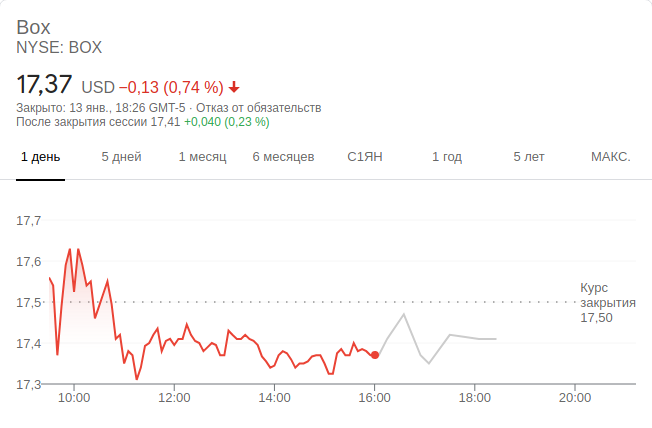 Box
NYSE: BOX
17,37 USD −0,13 (0,74 %)
Закрыто: 13 янв., 18:26 GMT-5 · Отказ от обязательств
После закрытия сессии 17,41 +0,040 (0,23 %)
1 день 5 дней 1 месяц 6 месяцев С1ЯН 1 год 5 лет МАКС.
17,7
17,6
17,5
17,4
17,3
Курс
закрытия
17,50
10:00 12:00 14:00 16:00 18:00 20:00